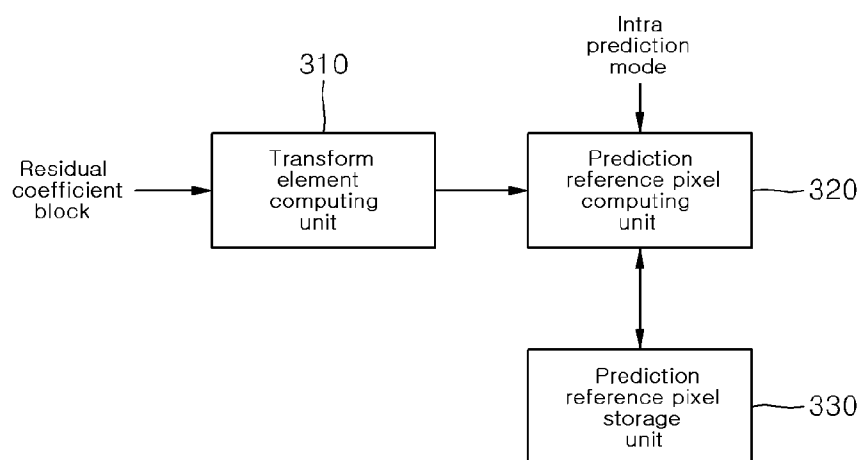 Intra
prediction
mode
310
Residual
coefficient
block
Transform
element
computing
unit
Prediction
reference pixel
computing
unit
320
Prediction
reference pixel
storage
unit
330